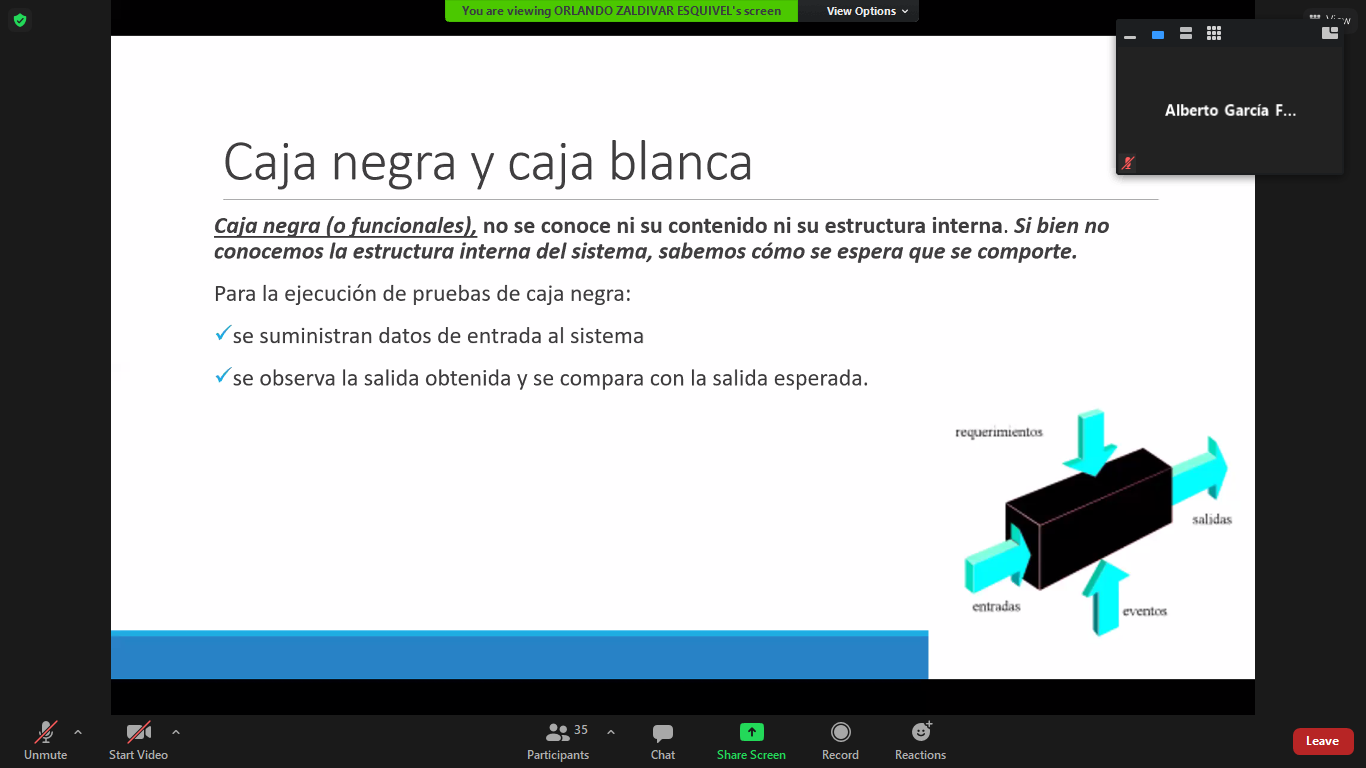 You are viewing ORLANDO ZALDIVAR ESQUIVEL's screen
View Options
View
Alberto García F...
Caja negra y caja blanca
Caja negra (o funcionales), no se conoce ni su contenido ni su estructura interna. Si bien no
conocemos la estructura interna del sistema, sabemos cómo se espera que se comporte.
Para la ejecución de pruebas de caja negra:
✓se suministran datos de entrada al sistema
✓se observa la salida obtenida y se compara con la salida esperada.
requerimientos
salidas
entradas
eventos
Unmute
Start Video
Participants
35
Chat
Share Screen
Record
Reactions
Leave